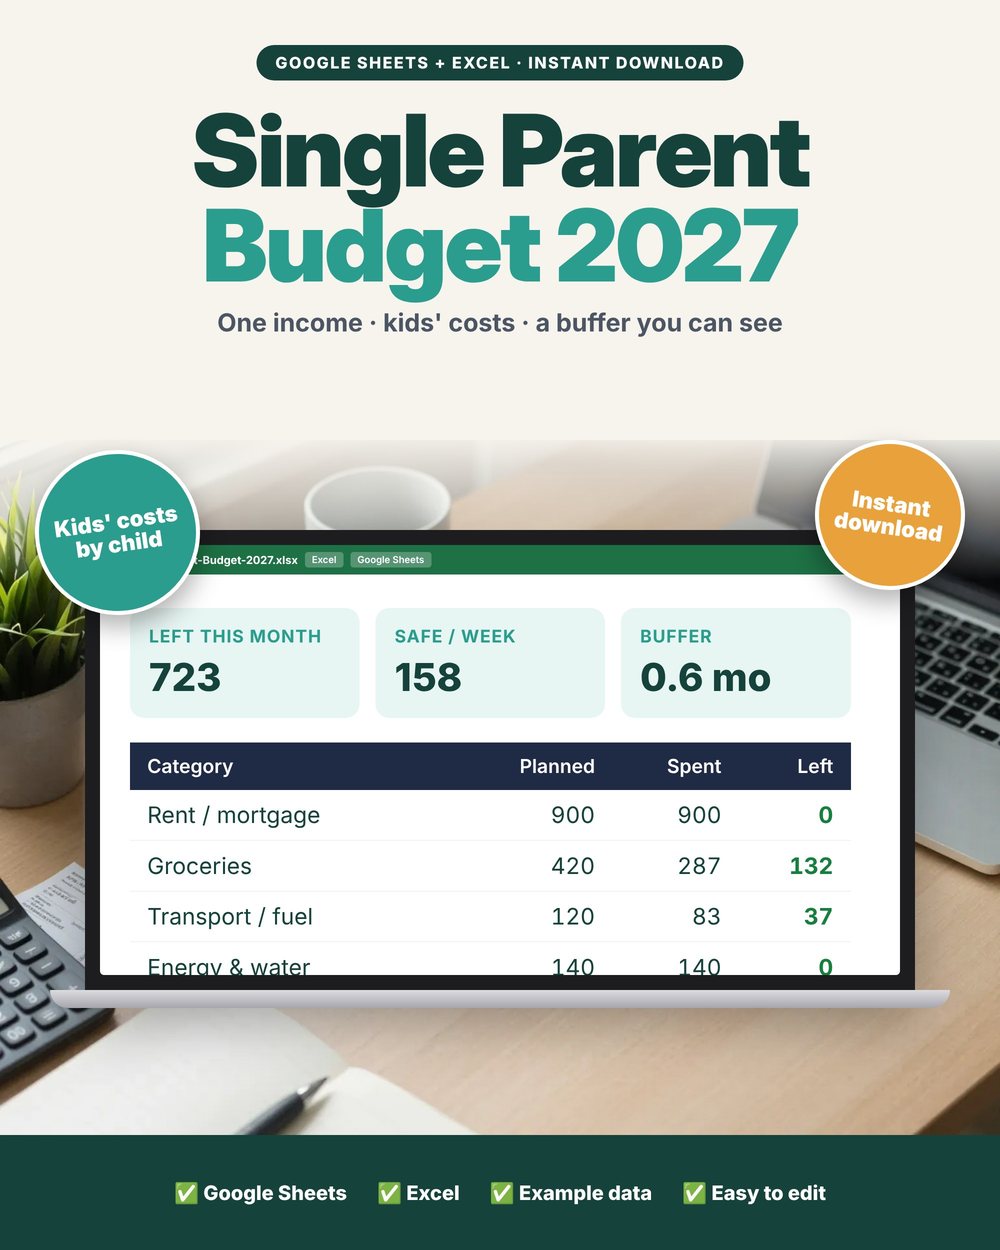 GOOGLE SHEETS + EXCEL · INSTANT DOWNLOAD
Single Parent
Budget 2027
One income · kids' costs · a buffer you can see
Kids' costs
by child
Instant
download
t-Budget-2027.xlsx Excel Google Sheets
LEFT THIS MONTH SAFE / WEEK BUFFER
723 158 0.6 mo
Category Planned Spent Left
Rent / mortgage 900 900 0
Groceries 420 287 132
Transport / fuel 120 83 37
Energy & water 140 140 0
✅ Google Sheets ✅ Excel ✅ Example data ✅ Easy to edit